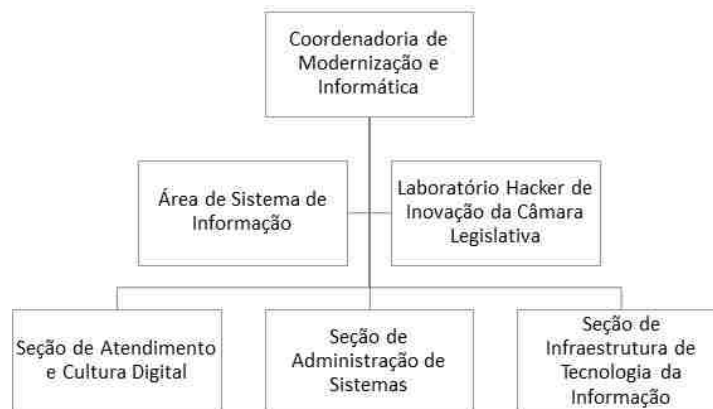 Coordenadoria de
Modernização e
Informática
Área de Sistema de
Informação
Laboratório Hacker de
Inovação da Câmara
Legislativa
Seção de Atendimento
e Cultura Digital
Seção de
Administração de
Sistemas
Seção de
Infraestrutura de
Tecnologia da
Informação